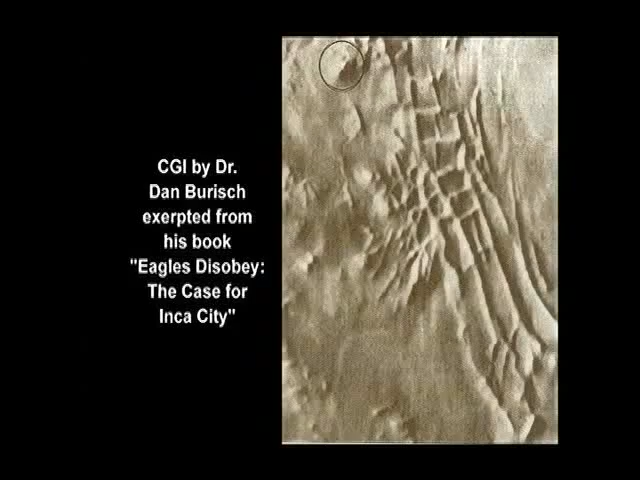 CGI by Dr.
Dan Burisch
exerpted from
his book
"Eagles Disobey:
The Case for
Inca City"